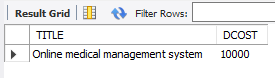 Result Grid Filter Rows:
TITLE DCOST
Online medical management system 10000